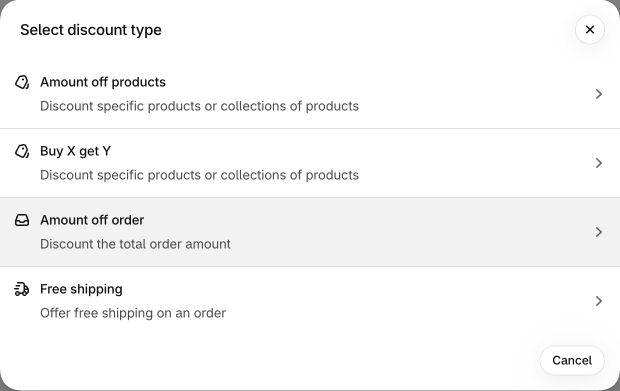 Select discount type
Amount off products
Discount specific products or collections of products
Buy X get Y
Discount specific products or collections of products
Amount off order
Discount the total order amount
Free shipping
Offer free shipping on an order
Cancel